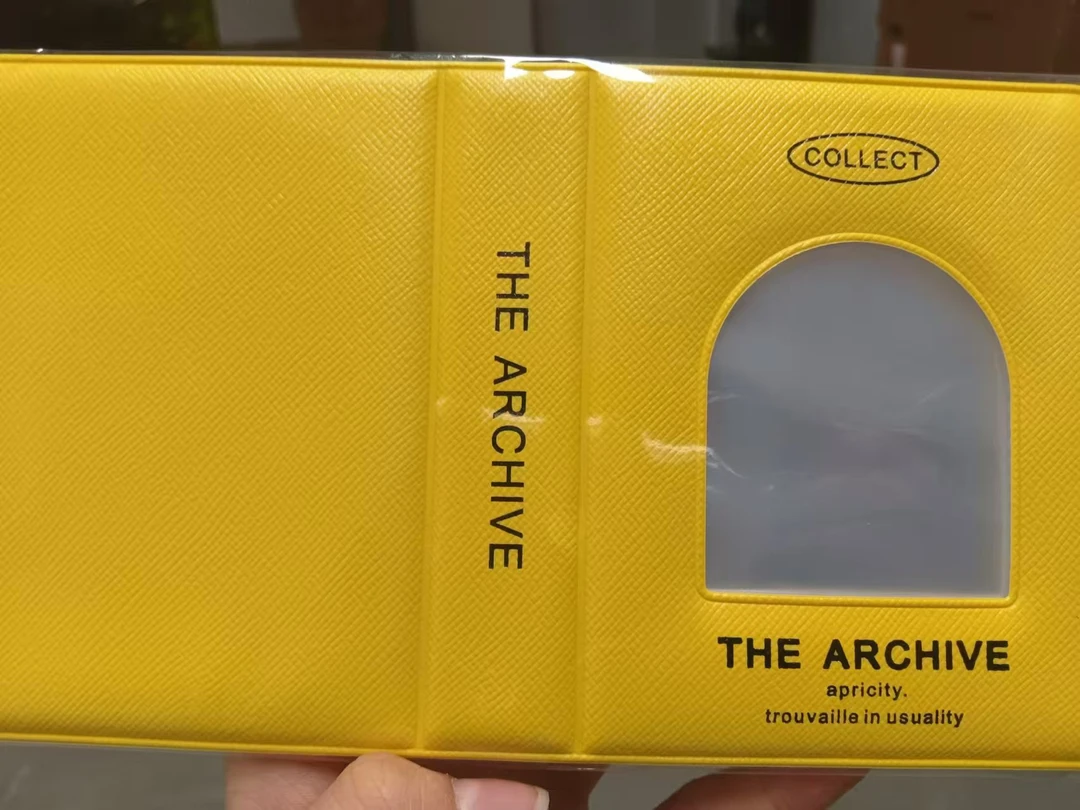 THE ARCHIVE
COLLECT
THE ARCHIVE
apricity.
trouvaille in usuality